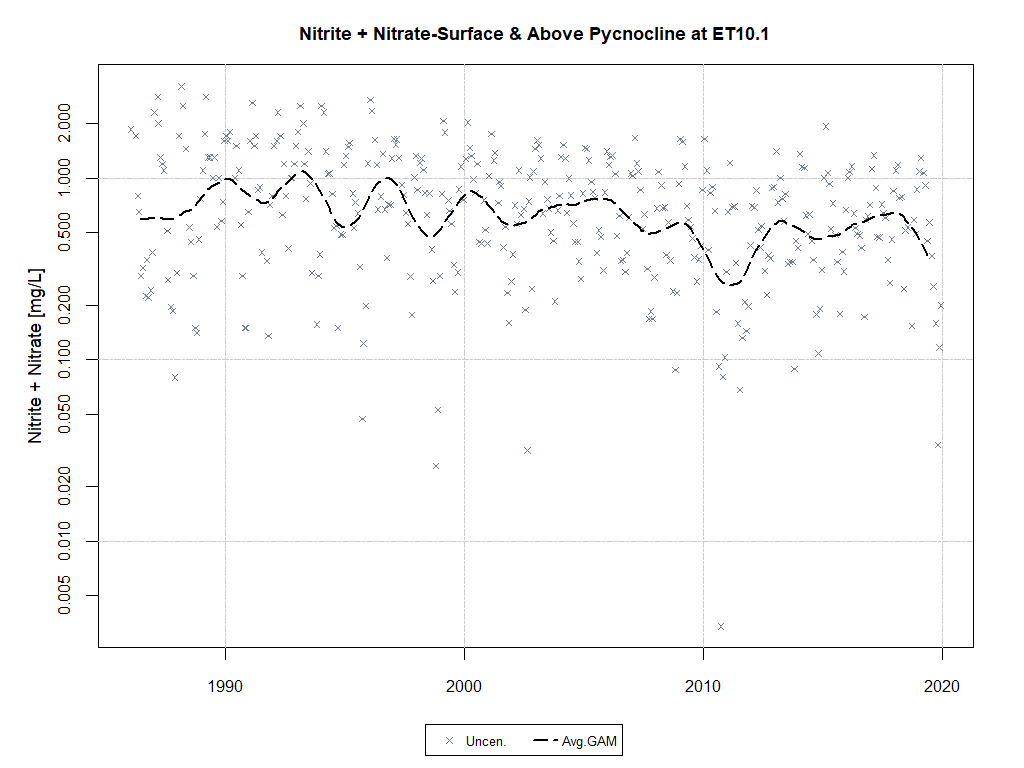 Nitrite + Nitrate-Surface & Above Pycnocline at ET10.1
Nitrite + Nitrate [mg/L]
2.000
1.000
0.500
0.200
0.100
0.050
0.020
0.010
0.005
1990 2000 2010 2020
Uncen. Avg.GAM